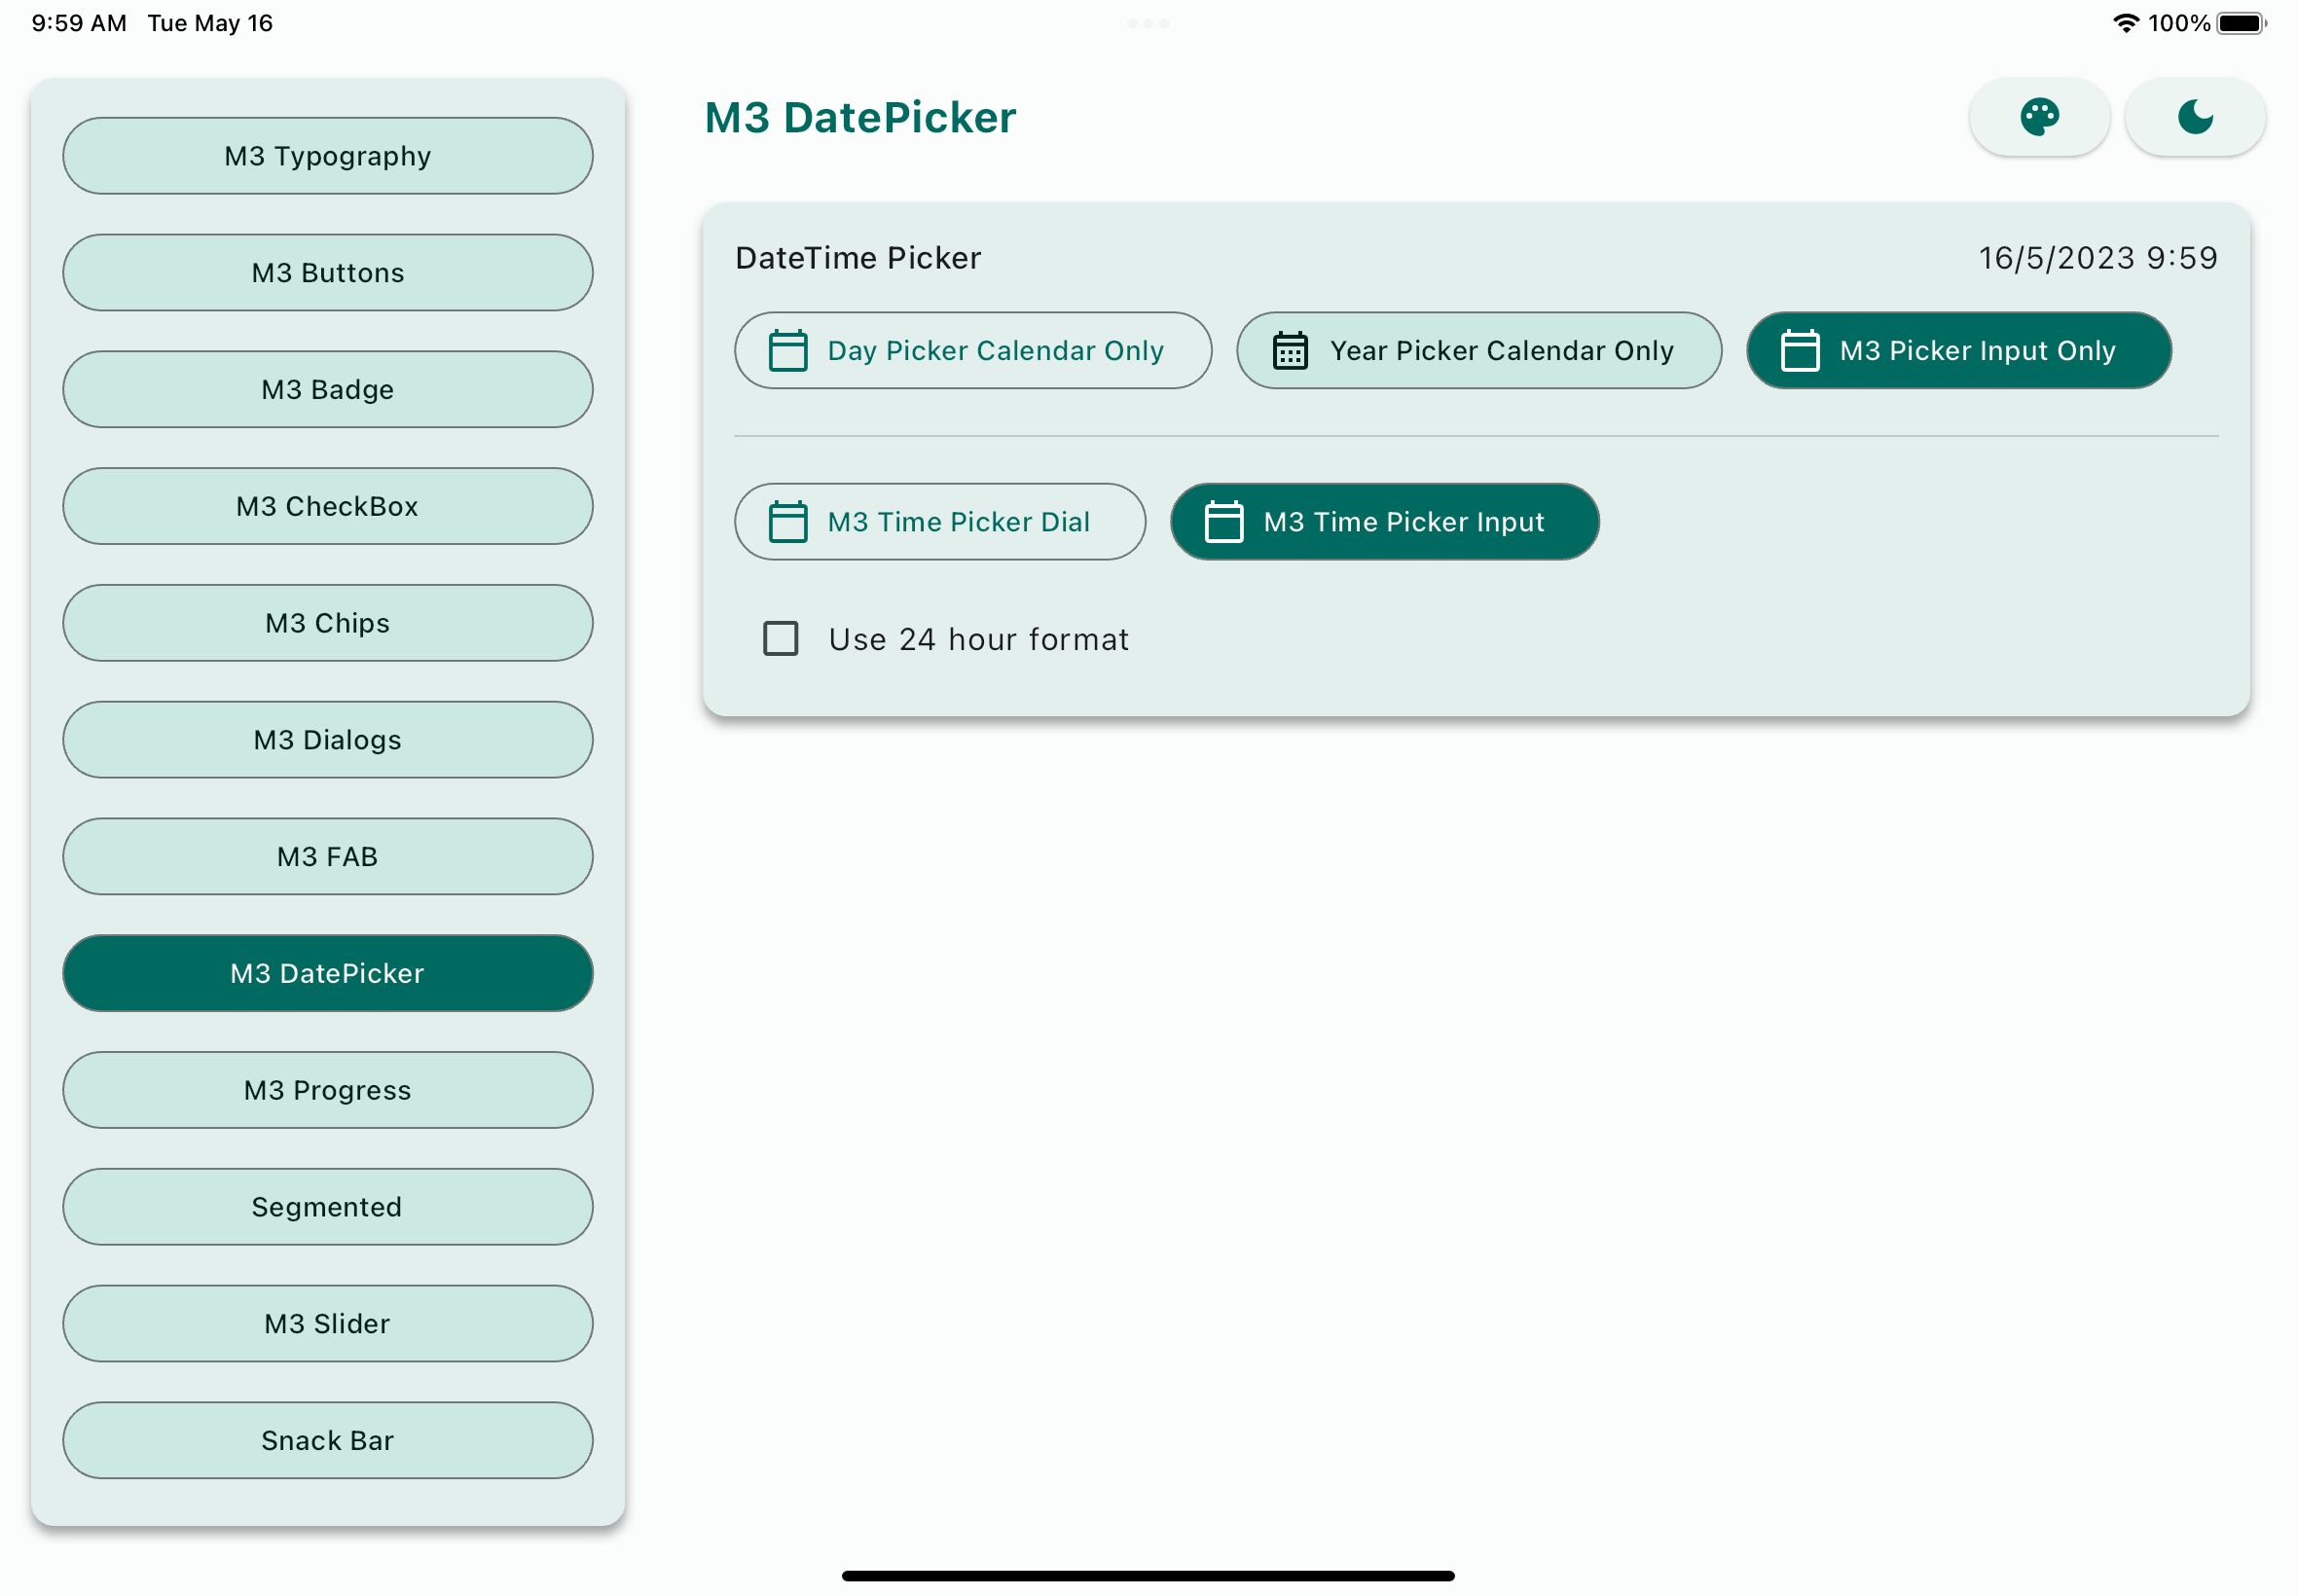 9:59 AM Tue May 16
100%
M3 Typography
M3 Buttons
M3 Badge
M3 CheckBox
M3 Chips
M3 Dialogs
M3 FAB
M3 DatePicker
M3 Progress
Segmented
M3 Slider
Snack Bar
M3 DatePicker
DateTime Picker
16/5/2023 9:59
Day Picker Calendar Only
Year Picker Calendar Only
M3 Picker Input Only
M3 Time Picker Dial
M3 Time Picker Input
Use 24 hour format